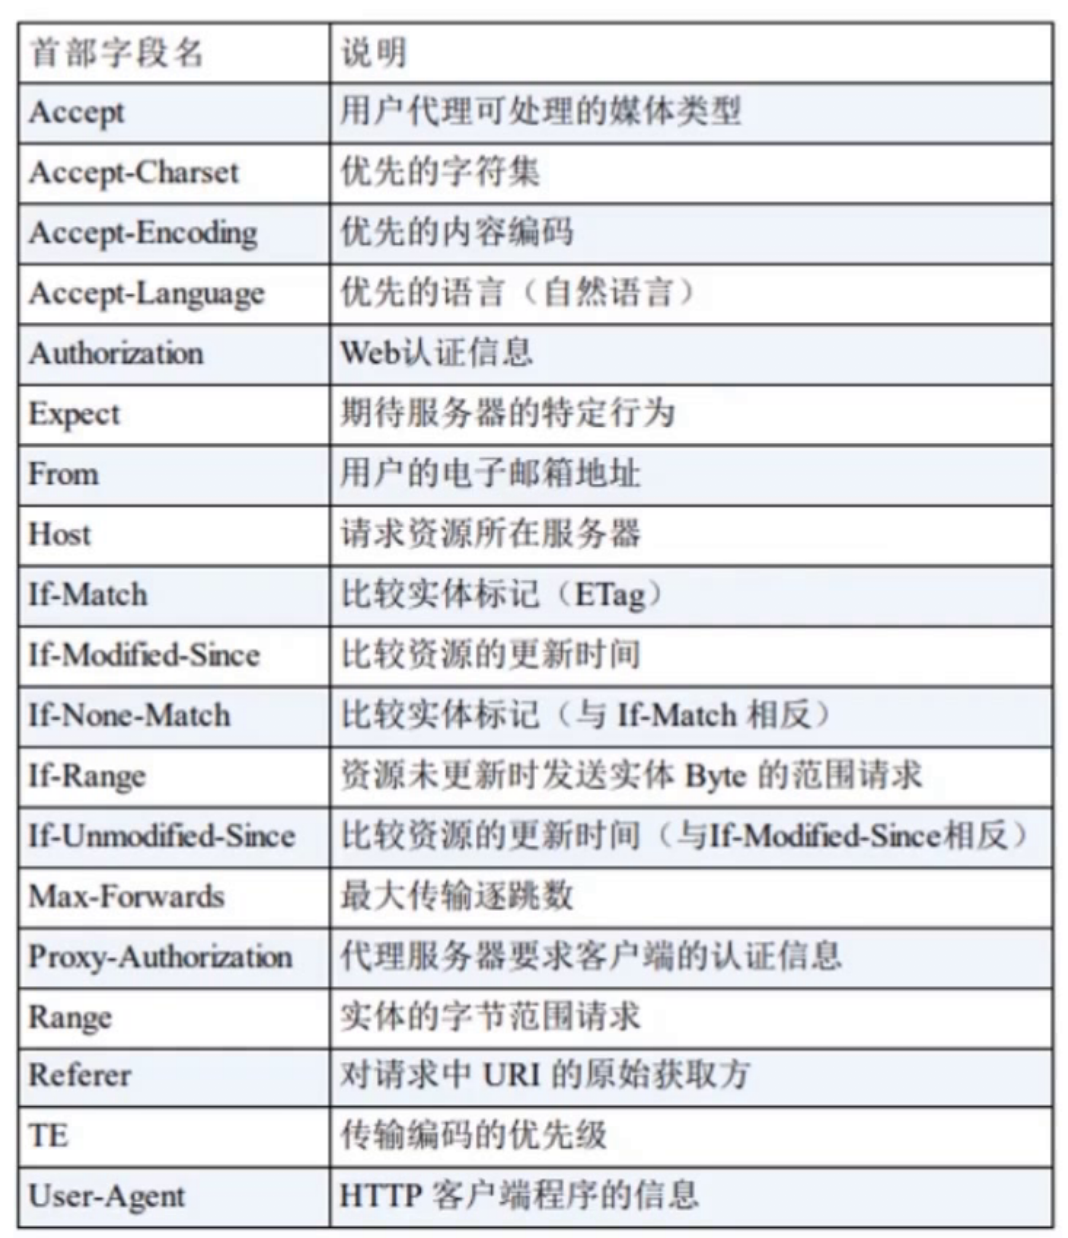 首部字段名 说明
Accept 用户代理可处理的媒体类型
Accept-Charset 优先的字符集
Accept-Encoding 优先的内容编码
Accept-Language 优先的语言（自然语言）
Authorization Web认证信息
Expect 期待服务器的特定行为
From 用户的电子邮箱地址
Host 请求资源所在服务器
If-Match 比较实体标记（ETag）
If-Modified-Since 比较资源的更新时间
If-None-Match 比较实体标记（与 If-Match 相反）
If-Range 资源未更新时发送实体 Byte 的范围请求
If-Unmodified-Since 比较资源的更新时间（与If-Modified-Since相反）
Max-Forwards 最大传输逐跳数
Proxy-Authorization 代理服务器要求客户端的认证信息
Range 实体的字节范围请求
Referer 对请求中 URI 的原始获取方
TE 传输编码的优先级
User-Agent HTTP 客户端程序的信息